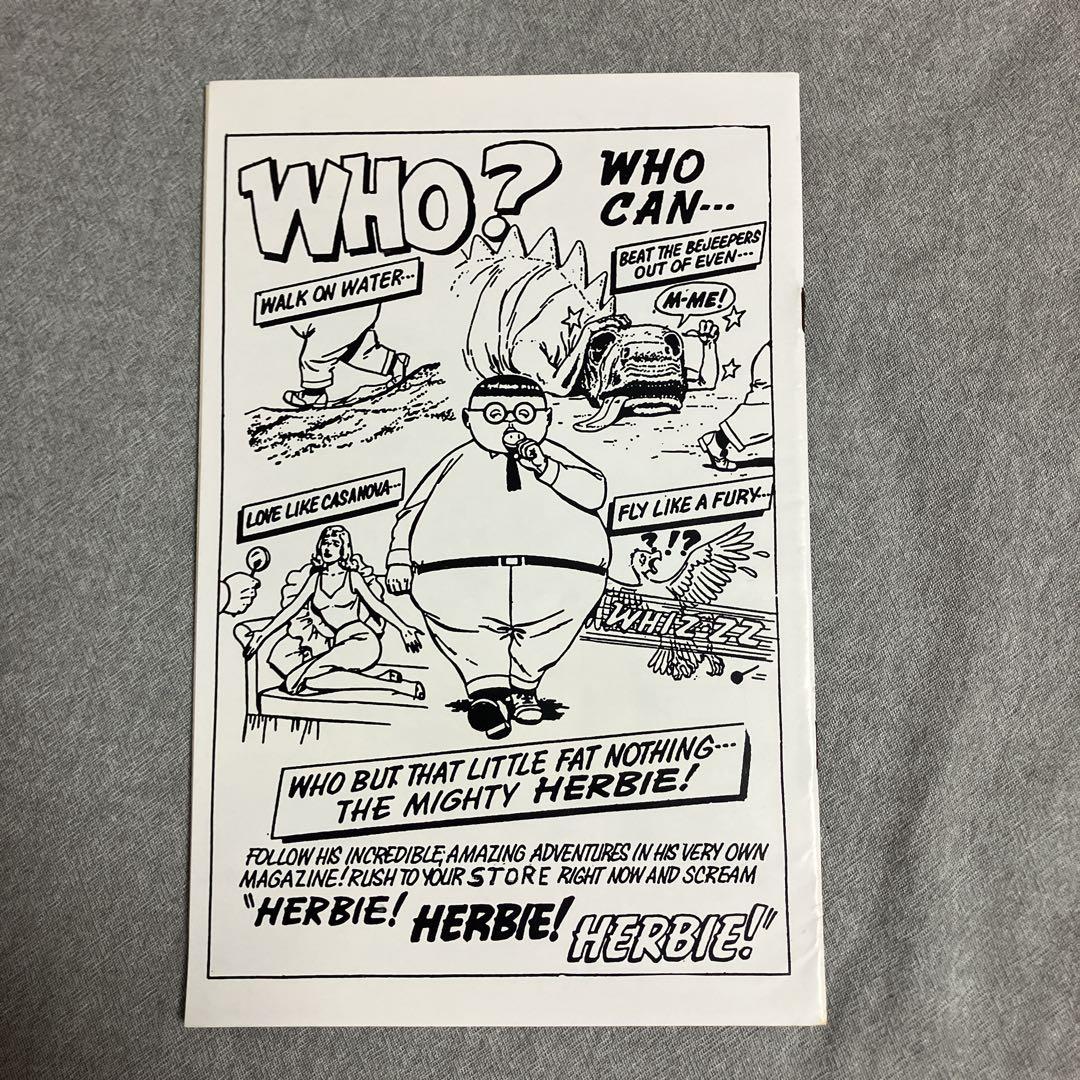 WHO?
WHO
CAN---
WALK ON WATER---
BEAT THE BEJEEPERS
OUT OF EVEN---
M-ME!
LOVE LIKE CASANOVA---
FLY LIKE A FURY---
?!?
WHIZ-ZZ
WHO BUT THAT LITTLE FAT NOTHING---
THE MIGHTY HERBIE!
FOLLOW HIS INCREDIBLE, AMAZING ADVENTURES IN HIS VERY OWN
MAGAZINE! RUSH TO YOUR STORE RIGHT NOW AND SCREAM
"HERBIE! HERBIE! HERBIE!"